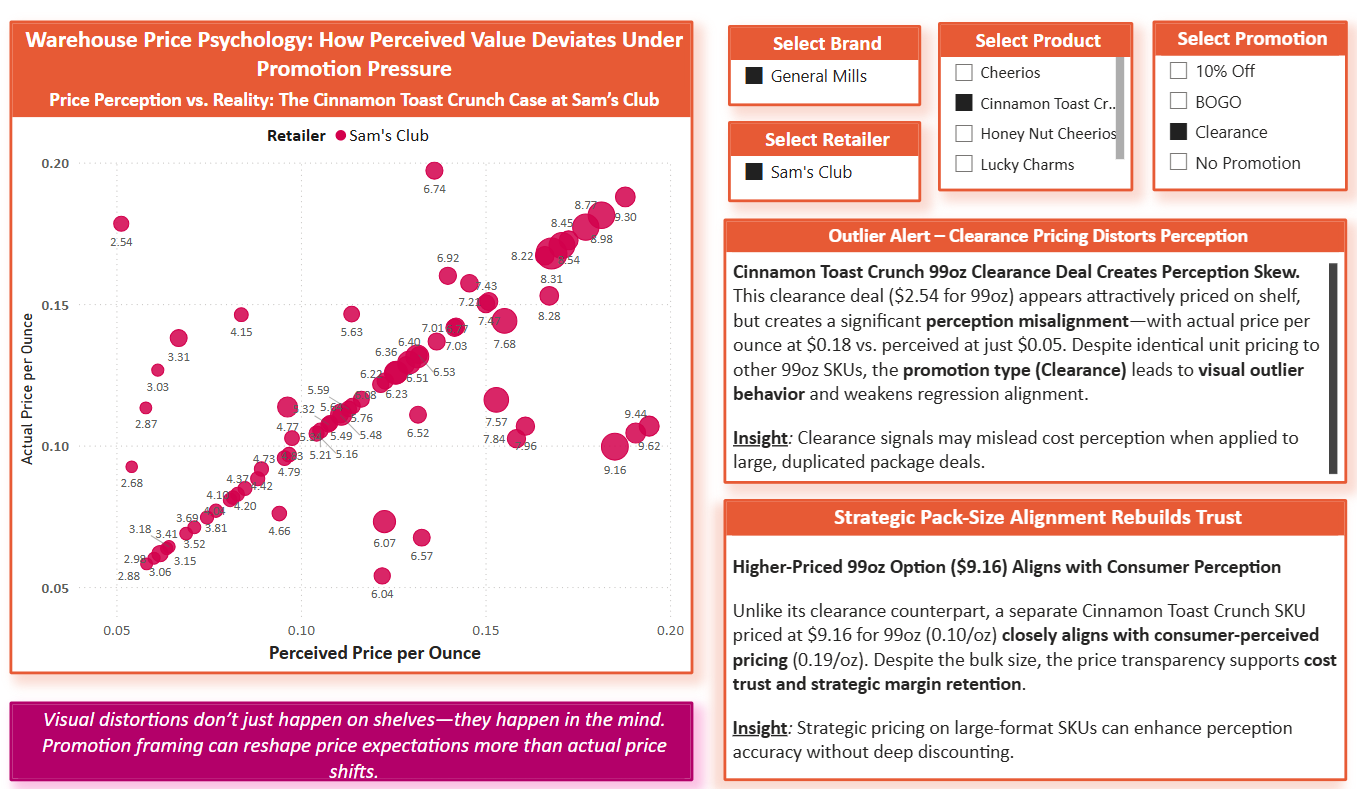 Warehouse Price Psychology: How Perceived Value Deviates Under
Promotion Pressure
Price Perception vs. Reality: The Cinnamon Toast Crunch Case at Sam's Club
Retailer Sam's Club
0.20
0.15
0.10
0.05
Actual Price per Ounce
6.74
2.54
8.77
9.30
8.45
8.98
8.22
8.54
8.31
6.92
7.43
7.21
8.28
4.15
5.63
7.01
7.03
7.47
7.68
3.31
6.40
6.36
6.53
3.03
6.22
6.51
6.23
2.87
5.59
4.32
5.76
7.57
4.77
5.49
5.48
6.52
7.84
7.96
9.44
9.62
5.21
5.16
9.16
4.73
4.79
2.68
4.37
4.42
4.10
4.20
4.66
3.69
3.81
6.07
3.18
3.41
3.52
6.57
2.99
3.15
2.88
3.06
6.04
0.05
0.10
0.15
0.20
Perceived Price per Ounce
Visual distortions don't just happen on shelves—they happen in the mind.
Promotion framing can reshape price expectations more than actual price
shifts.
Select Brand
General Mills
Select Retailer
Sam's Club
Select Product
Cheerios
Cinnamon Toast Cr...
Honey Nut Cheerios
Lucky Charms
Select Promotion
10% Off
BOGO
Clearance
No Promotion
Outlier Alert – Clearance Pricing Distorts Perception
Cinnamon Toast Crunch 99oz Clearance Deal Creates Perception Skew.
This clearance deal ($2.54 for 99oz) appears attractively priced on shelf,
but creates a significant perception misalignment—with actual price per
ounce at $0.18 vs. perceived at just $0.05. Despite identical unit pricing to
other 99oz SKUs, the promotion type (Clearance) leads to visual outlier
behavior and weakens regression alignment.
Insight: Clearance signals may mislead cost perception when applied to
large, duplicated package deals.
Strategic Pack-Size Alignment Rebuilds Trust
Higher-Priced 99oz Option ($9.16) Aligns with Consumer Perception
Unlike its clearance counterpart, a separate Cinnamon Toast Crunch SKU
priced at $9.16 for 99oz (0.10/oz) closely aligns with consumer-perceived
pricing (0.19/oz). Despite the bulk size, the price transparency supports cost
trust and strategic margin retention.
Insight: Strategic pricing on large-format SKUs can enhance perception
accuracy without deep discounting.